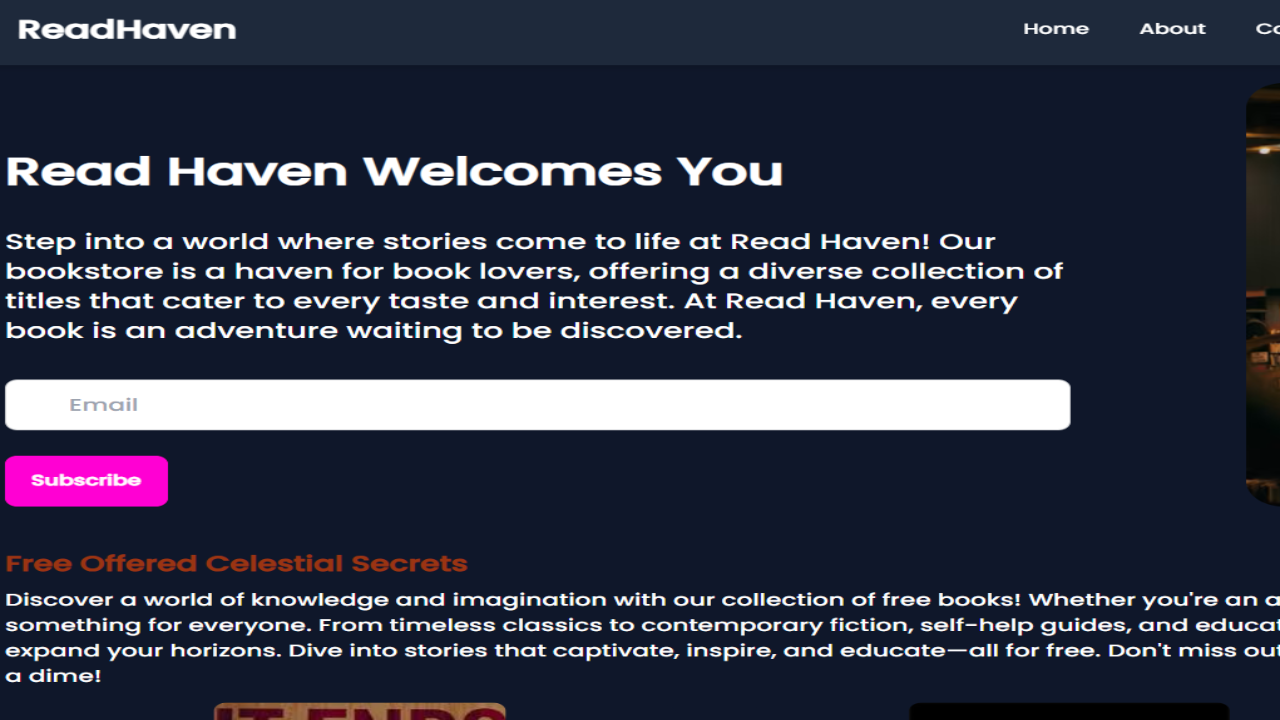 ReadHaven
Home About Co
Read Haven Welcomes You
Step into a world where stories come to life at Read Haven! Our
bookstore is a haven for book lovers, offering a diverse collection of
titles that cater to every taste and interest. At Read Haven, every
book is an adventure waiting to be discovered.
Email
Subscribe
Free Offered Celestial Secrets
Discover a world of knowledge and imagination with our collection of free books! Whether you're an a
something for everyone. From timeless classics to contemporary fiction, self-help guides, and educat
expand your horizons. Dive into stories that captivate, inspire, and educate—all for free. Don't miss out
a dime!
IT ENDS